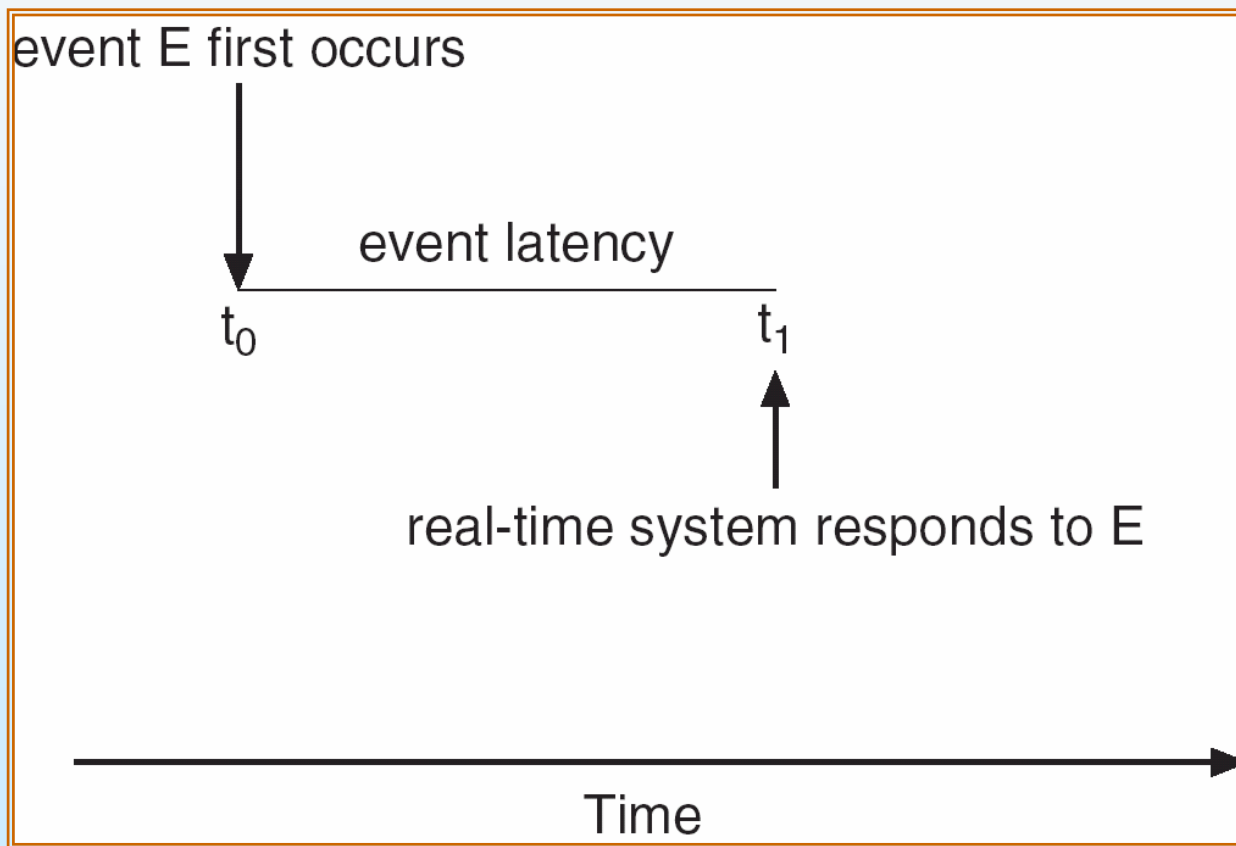 event E first occurs
event latency
t₀
t₁
real-time system responds to E
Time